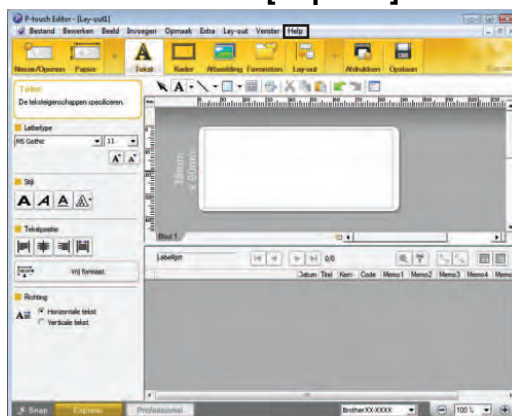 P-touch Editor - [Lay-out1]
Bestand Bewerken Beeld Invoegen Opmaak Extra Lay-out Venster Help
Nieuw/Openen Papier Tekst Kader Afbeelding Favorieten Lay-out Afdrukken Opslaan
Tekst
De teksteigenschappen specificeren.
Lettertype
MS Gothic 11
Stijl
Tekstpositie
Vrij formaat
Richting
Horizontale tekst
Verticale tekst
38mm
x 90mm
Blad 1
Labellijst 0/0
Datum Titel Kern Code Memo1 Memo2 Memo3 Memo4 Memo
Snap Express Professional Brother XX-XXXX 100 %